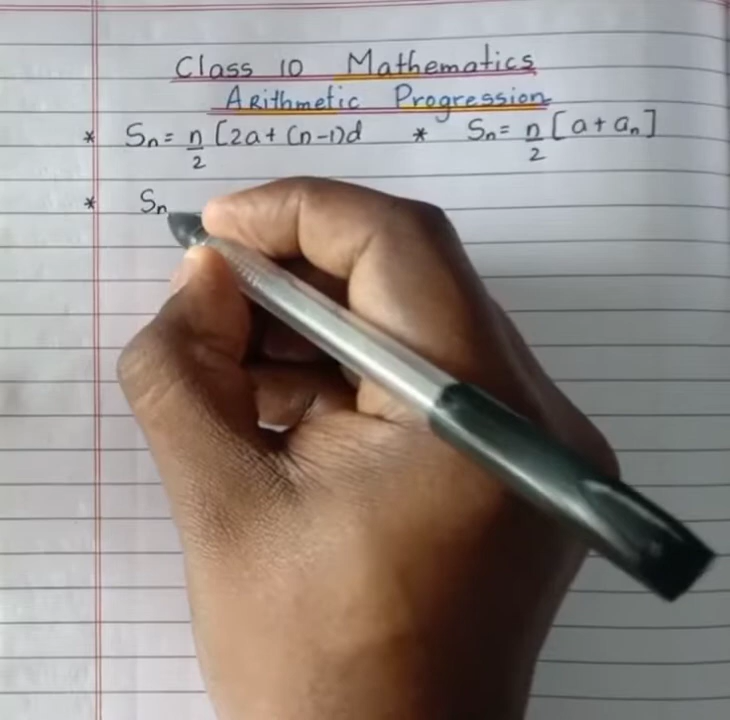 Class 10 Mathematics
Arithmetic Progression
* Sn = n/2 [2a + (n-1)d * Sn = n/2 [a + an]
* Sn